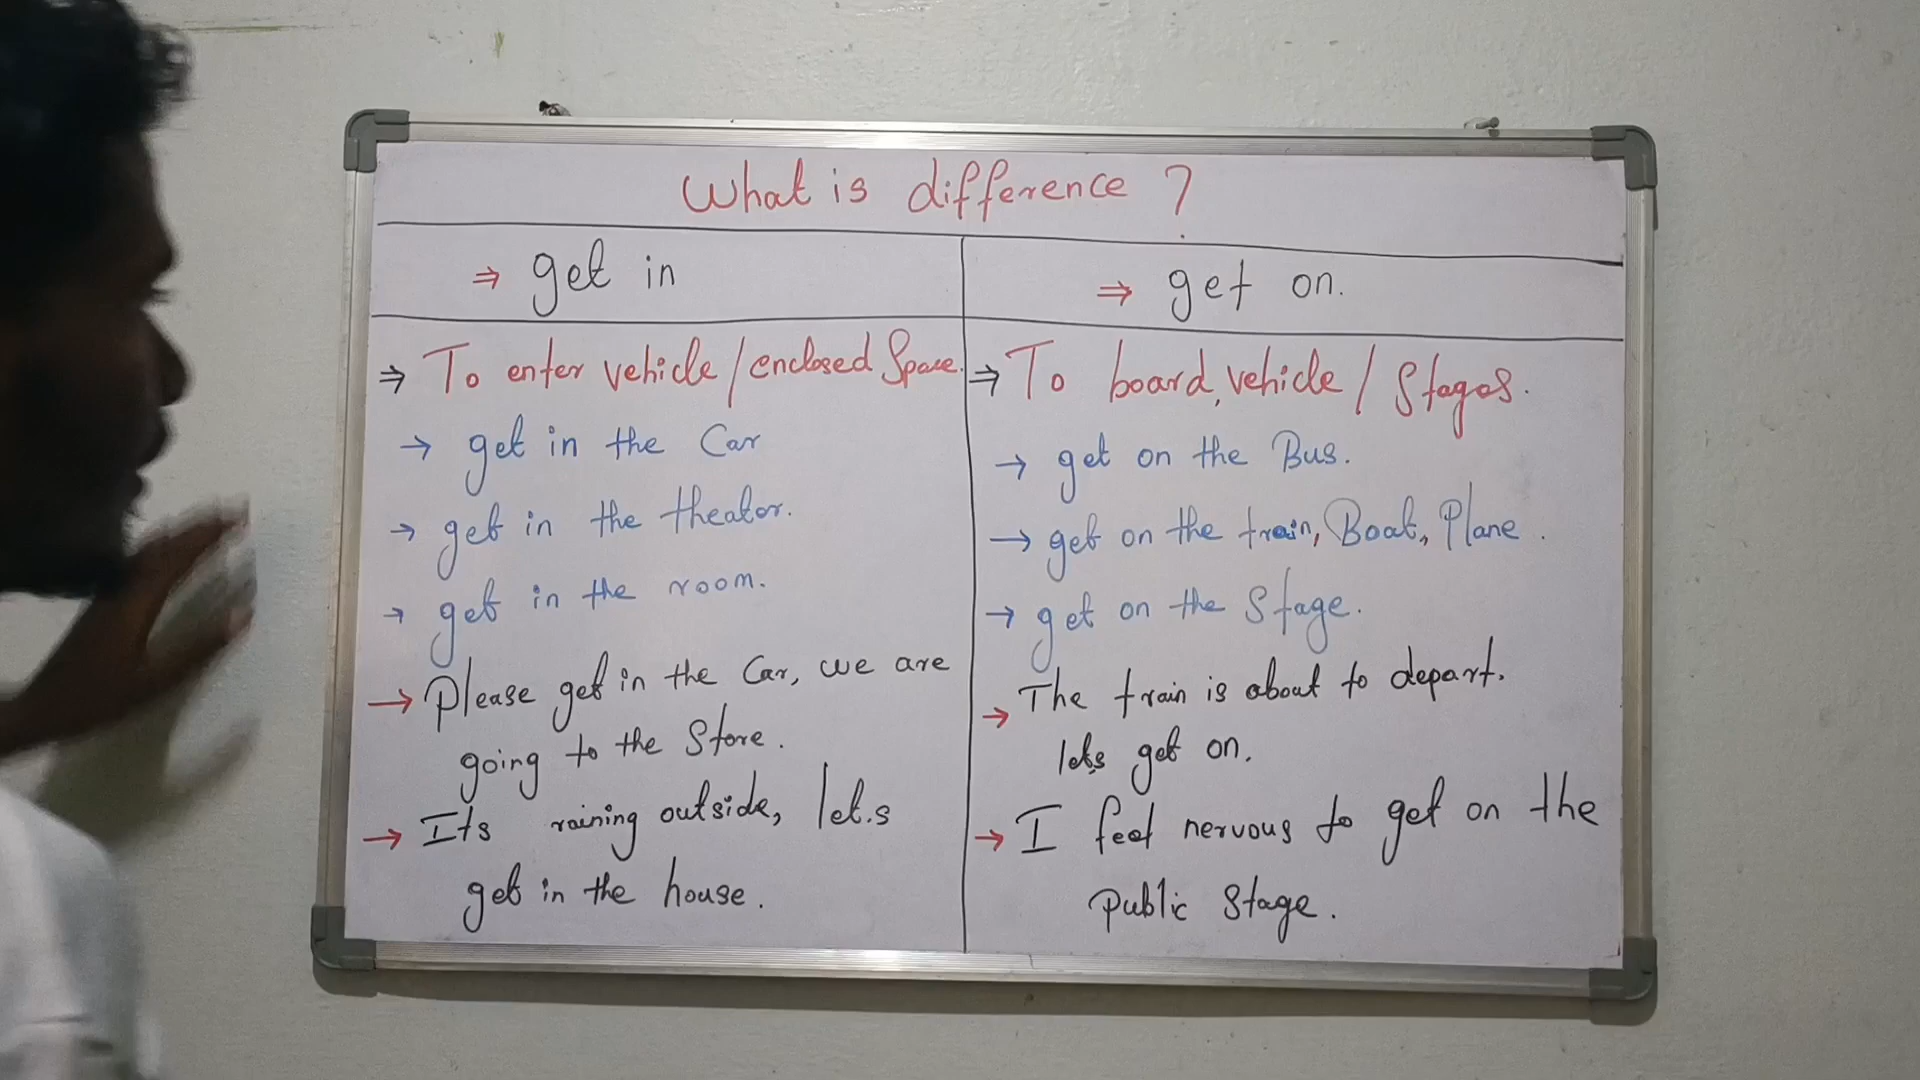 What is difference ?
⇒ get in
⇒ get on.
⇒ To enter vehicle / enclosed Space.
→ get in the Car
→ get in the theator.
→ get in the room.
→ Please get in the Car, we are
going to the Store.
→ Its raining outside, let.s
get in the house.
⇒ To board, vehicle / Stages.
→ get on the Bus.
→ get on the train, Boat, Plane.
→ get on the Stage.
→ The train is about to depart.
lets get on.
→ I feel nervous to get on the
Public Stage.